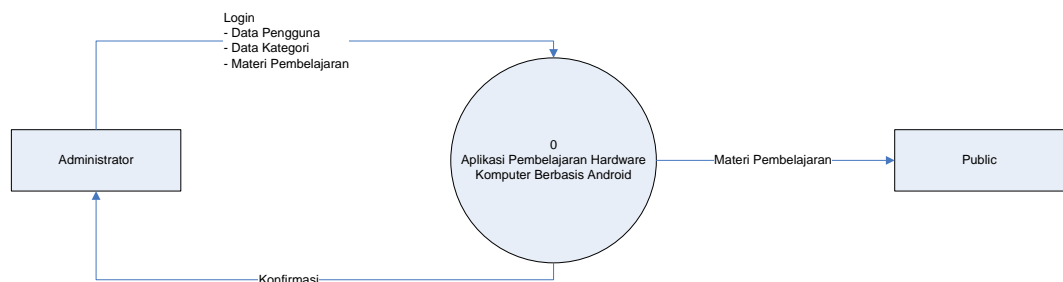 Login
- Data Pengguna
- Data Kategori
- Materi Pembelajaran
Administrator
0
Aplikasi Pembelajaran Hardware
Komputer Berbasis Android
Materi Pembelajaran
Public
Konfirmasi